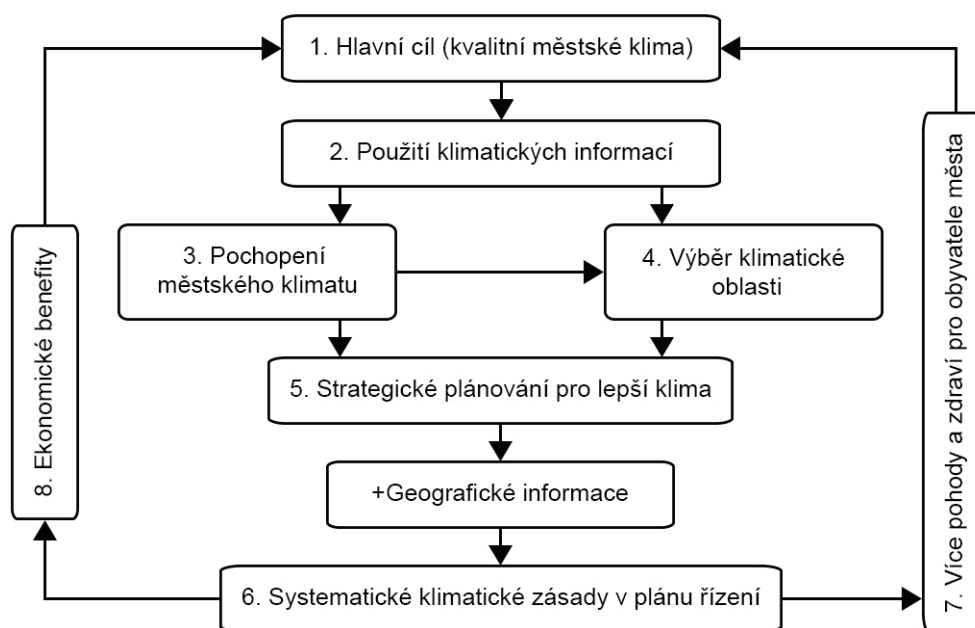 1. Hlavní cíl (kvalitní městské klima)
2. Použití klimatických informací
3. Pochopení
městského klimatu
4. Výběr klimatické
oblasti
5. Strategické plánování pro lepší klima
+Geografické informace
6. Systematické klimatické zásady v plánu řízení
7. Více pohody a zdraví pro obyvatele města
8. Ekonomické benefity